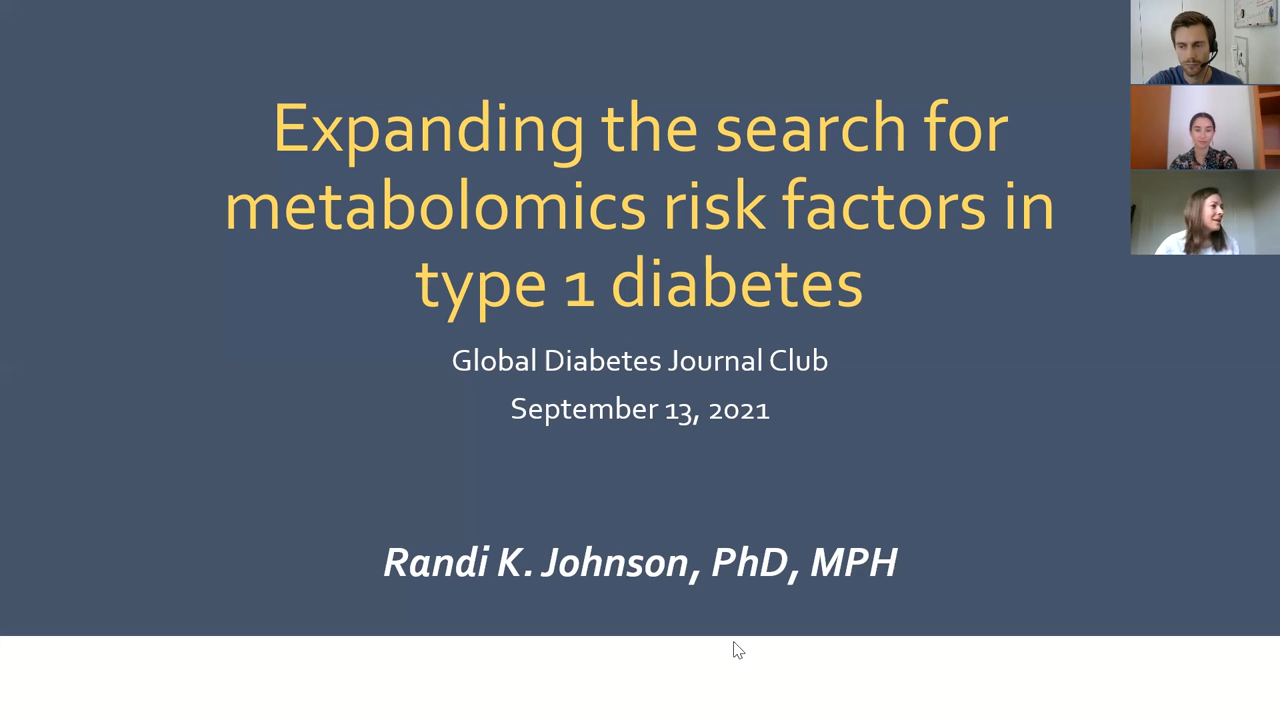 Expanding the search for
metabolomics risk factors in
type 1 diabetes
Global Diabetes Journal Club
September 13, 2021
Randi K. Johnson, PhD, MPH